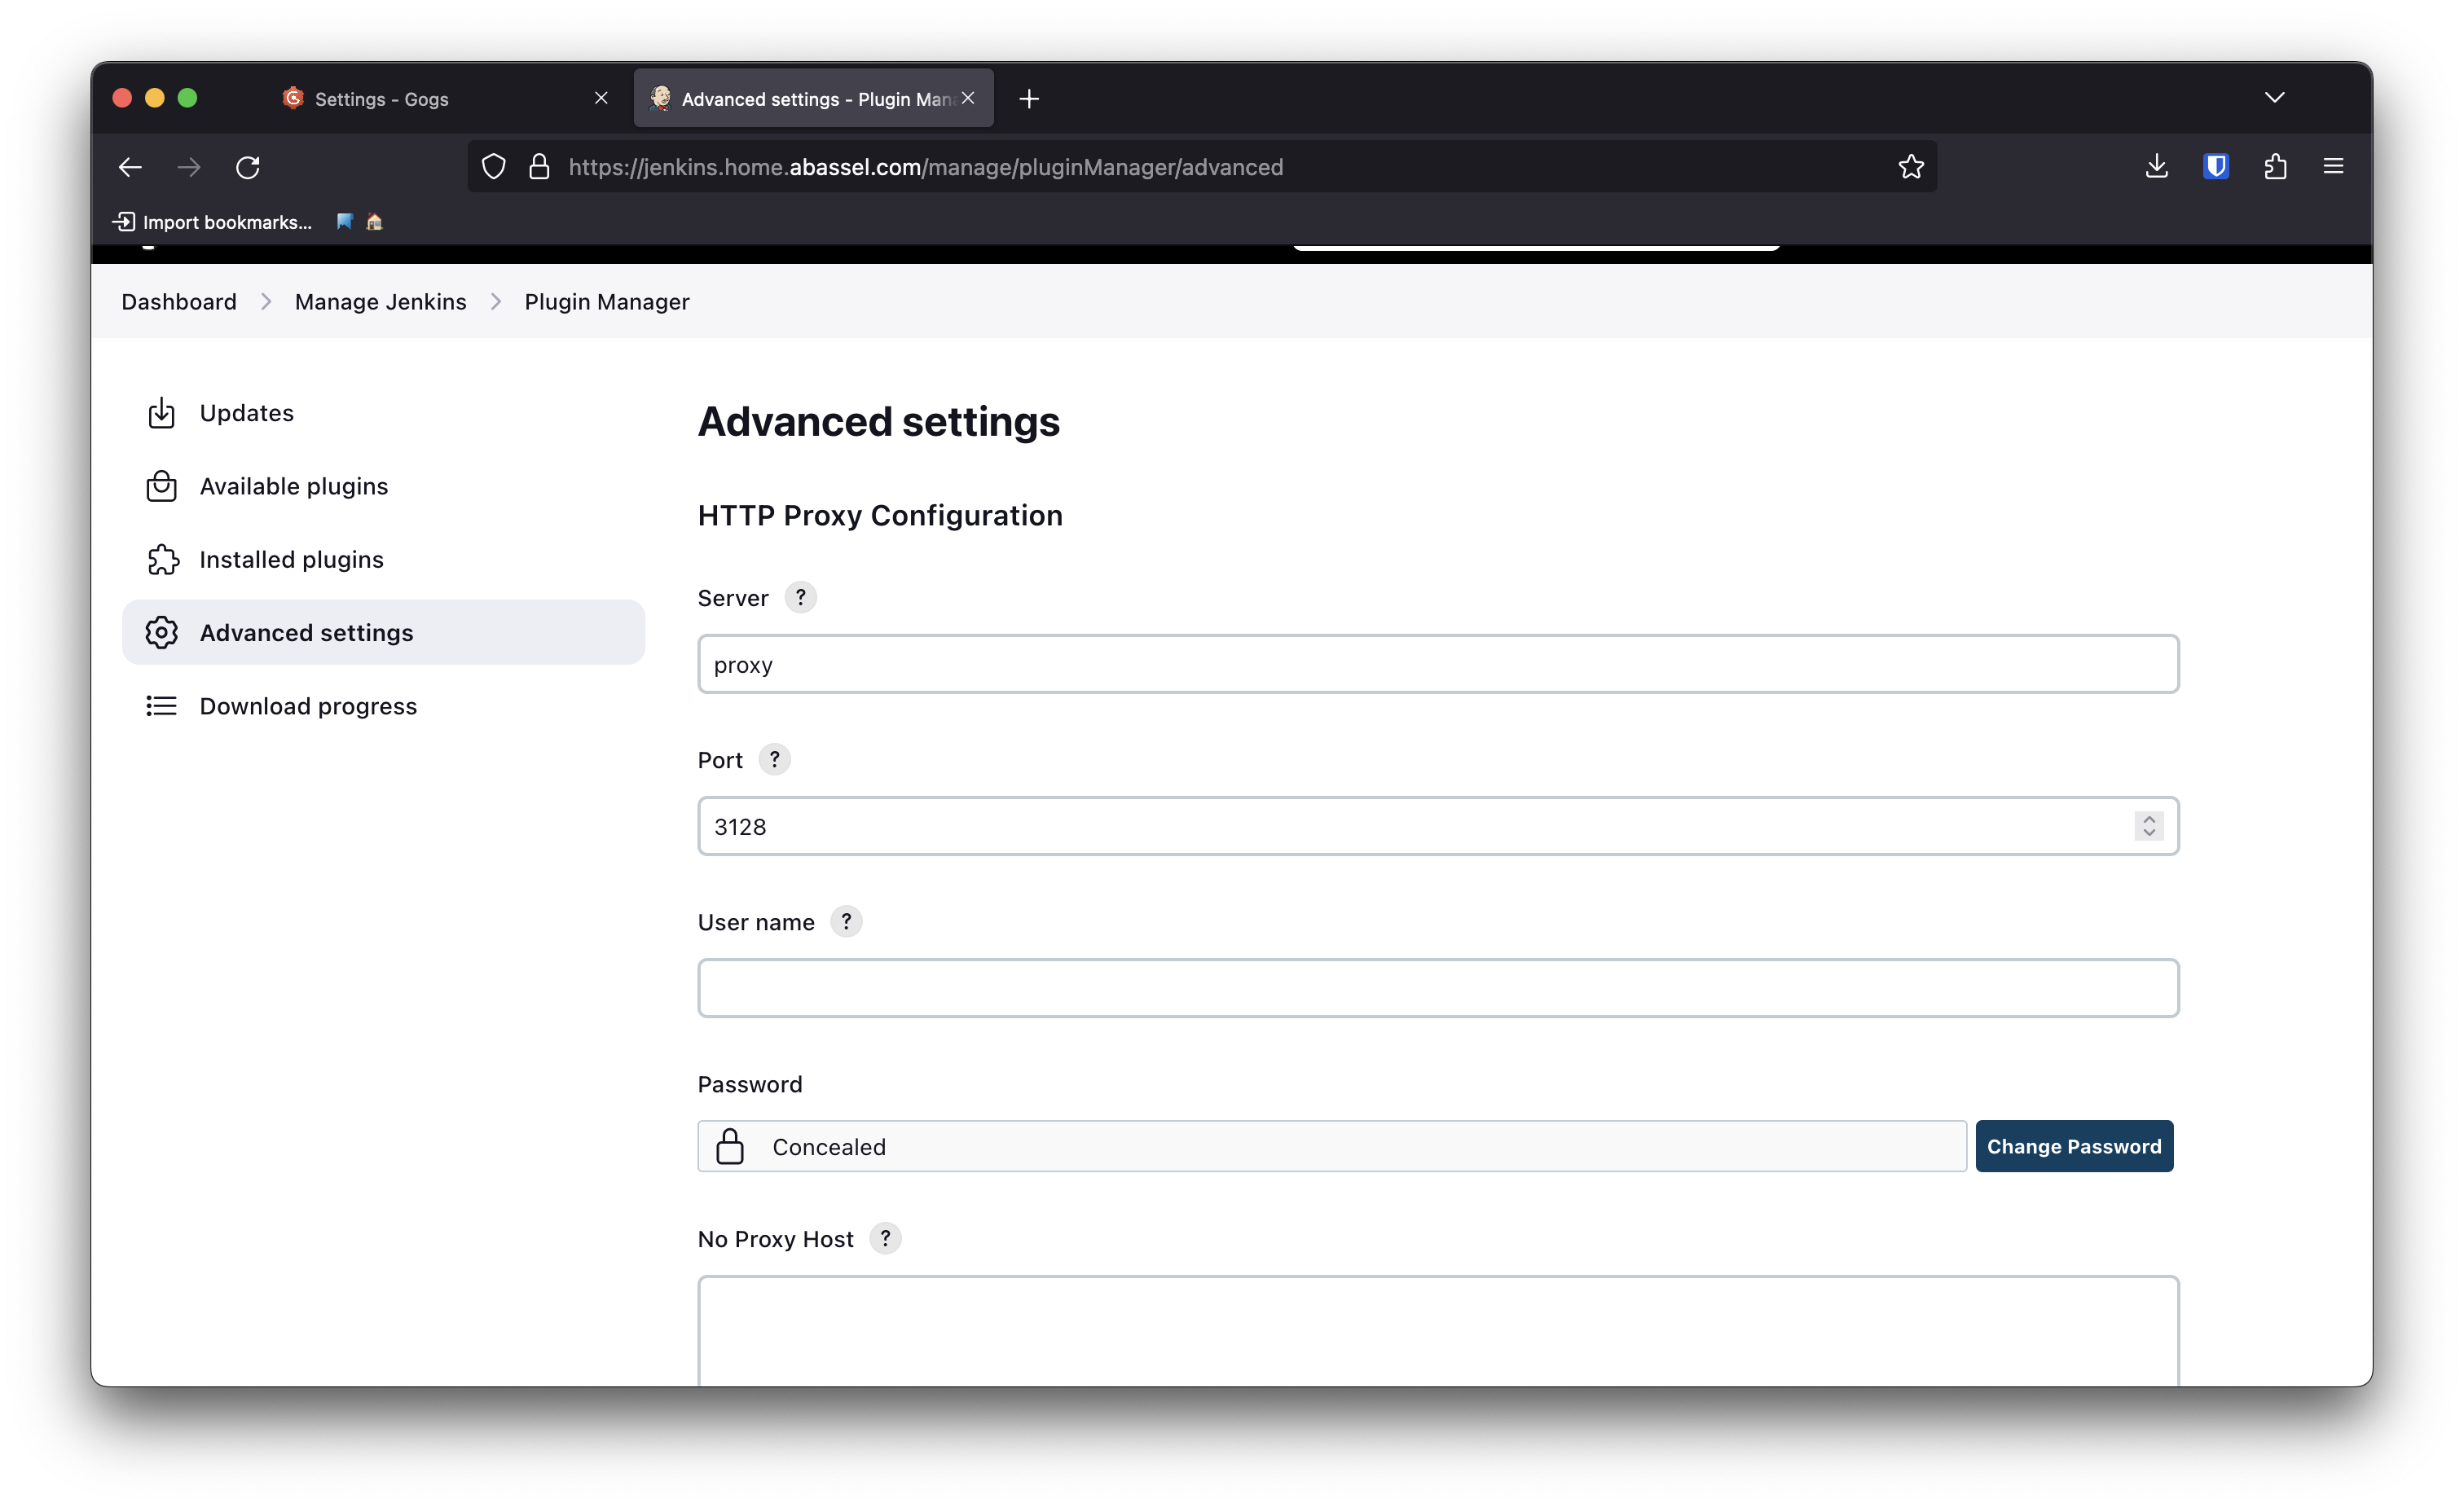 Settings - Gogs
Advanced settings - Plugin Man
https://jenkins.home.abassel.com/manage/pluginManager/advanced
Import bookmarks...
Dashboard > Manage Jenkins > Plugin Manager
Updates
Available plugins
Installed plugins
Advanced settings
Download progress
Advanced settings
HTTP Proxy Configuration
Server ?
proxy
Port ?
3128
User name ?
Password
Concealed
Change Password
No Proxy Host ?